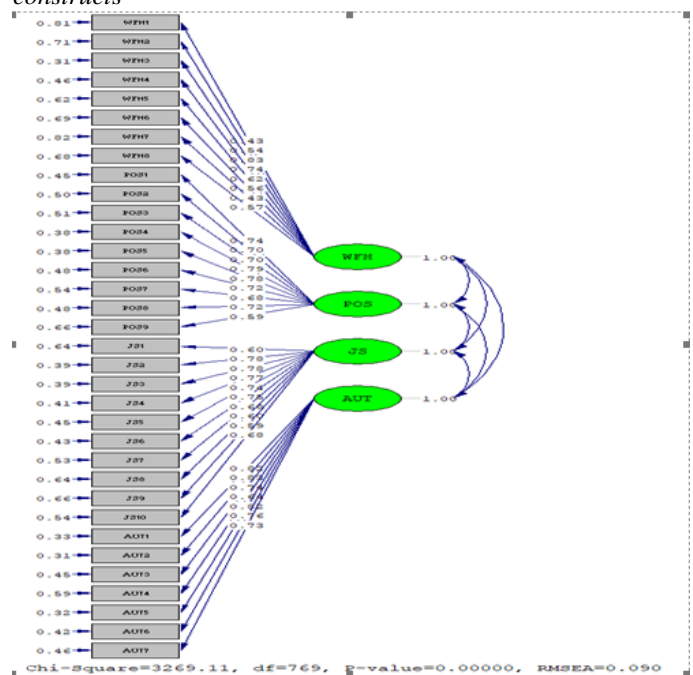 constructs
0.81 WFH1
0.71 WFH2
0.31 WFH3
0.46 WFH4
0.62 WFH5
0.69 WFH6
0.82 WFH7
0.68 WFH8
0.45 POS1
0.50 POS2
0.51 POS3
0.38 POS4
0.38 POS5
0.48 POS6
0.54 POS7
0.48 POS8
0.66 POS9
0.64 JS1
0.39 JS2
0.39 JS3
0.41 JS4
0.45 JS5
0.43 JS6
0.53 JS7
0.64 JS8
0.66 JS9
0.54 JS10
0.33 AUT1
0.31 AUT2
0.45 AUT3
0.59 AUT4
0.32 AUT5
0.42 AUT6
0.46 AUT7
0.43
0.54
0.83
0.74
0.62
0.56
0.43
0.57
0.74
0.70
0.70
0.79
0.78
0.72
0.68
0.72
0.59
0.60
0.78
0.78
0.77
0.74
0.59
0.68
0.82
0.74
0.76
0.73
WFH 1.00
POS 1.00
JS 1.00
AUT 1.00
Chi-Square=3269.11, df=769, P-value=0.00000, RMSEA=0.090